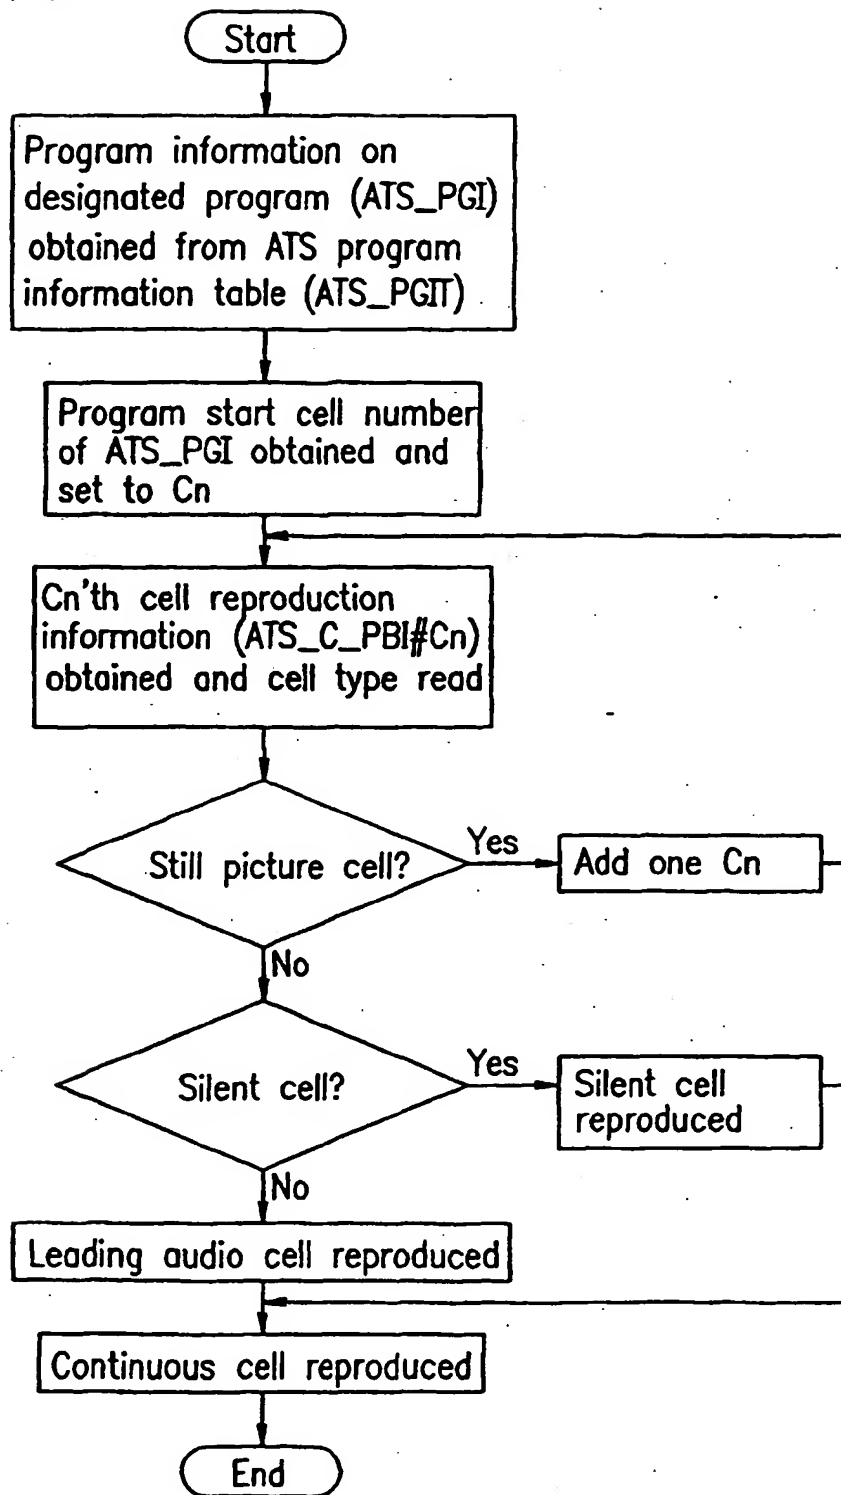 Start
Program information on
designated program (ATS_PGI)
obtained from ATS program
information table (ATS_PGIT)
Program start cell number
of ATS_PGI obtained and
set to Cn
Cn'th cell reproduction
information (ATS_C_PBI#Cn)
obtained and cell type read
Still picture cell?
Yes
Add one Cn
No
Silent cell?
Yes
Silent cell
reproduced
No
Leading audio cell reproduced
Continuous cell reproduced
End